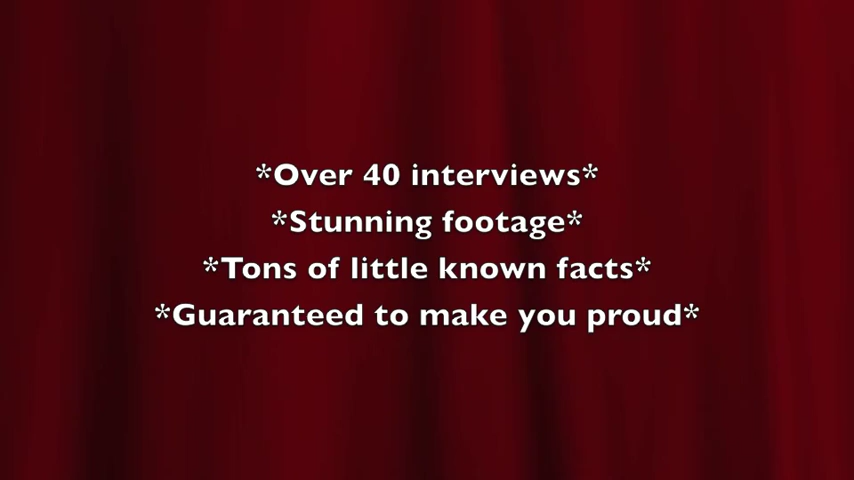 *Over 40 interviews*
*Stunning footage*
*Tons of little known facts*
*Guaranteed to make you proud*